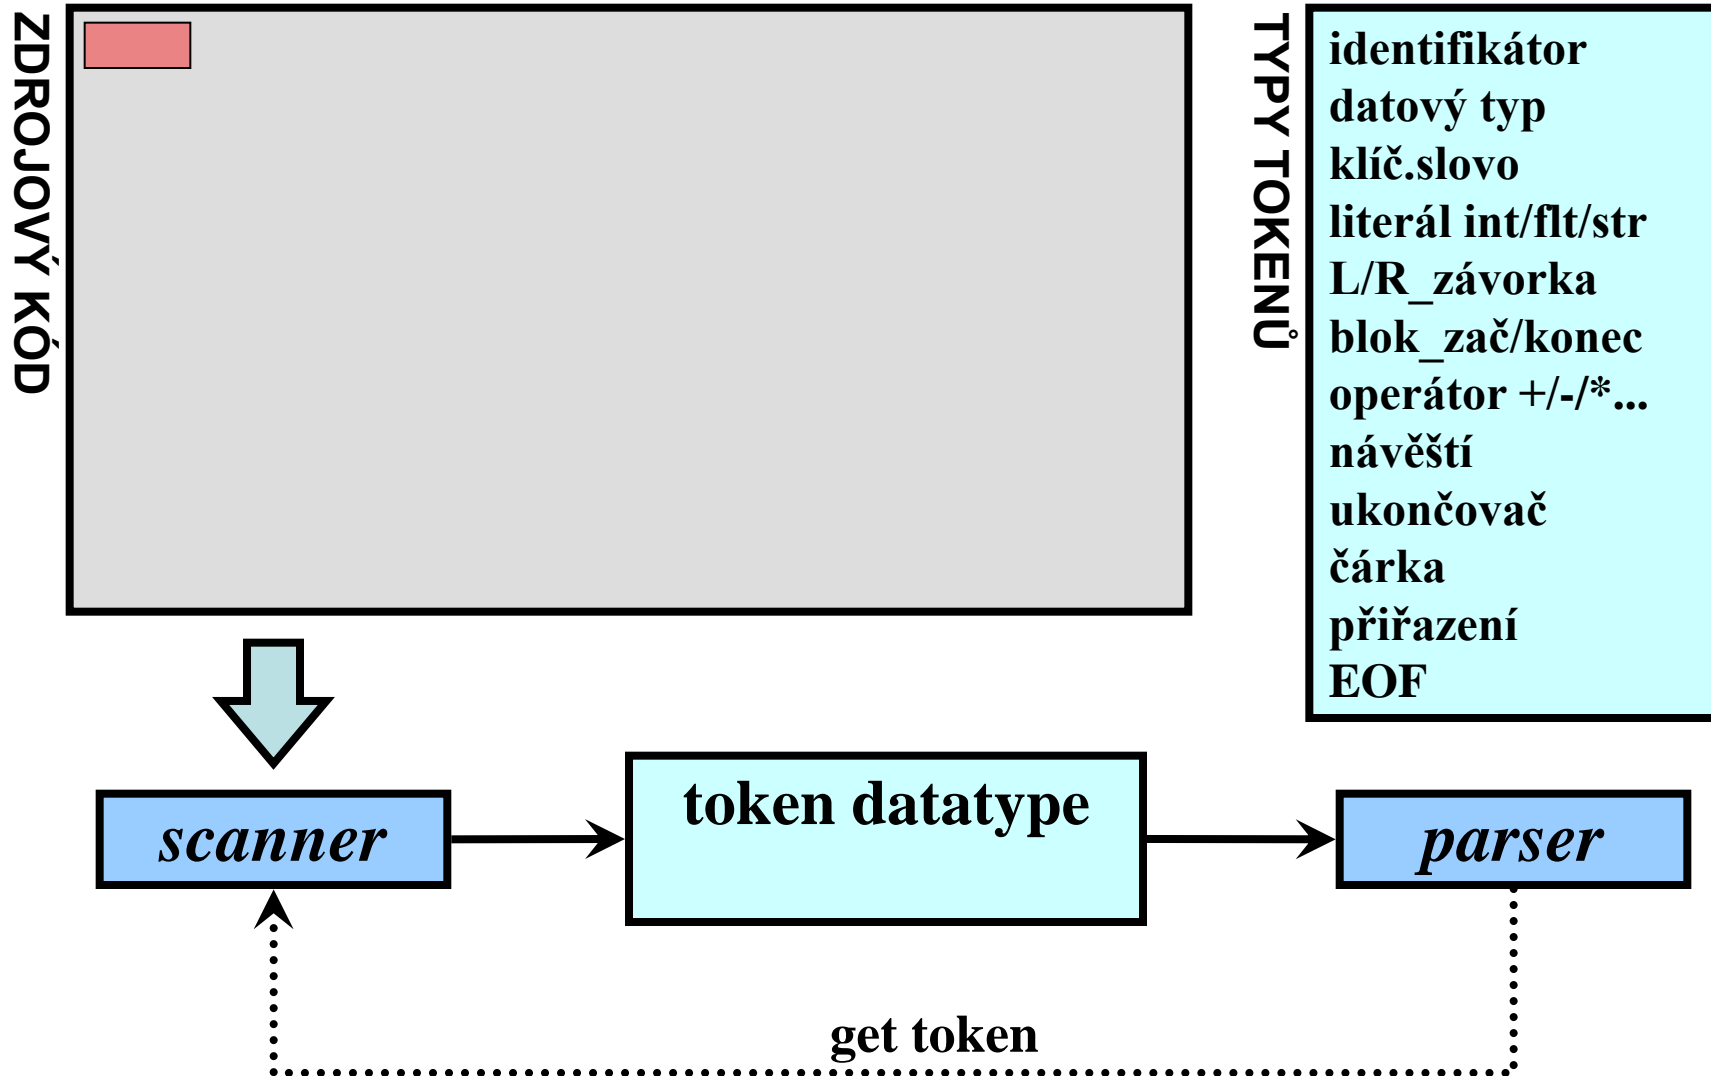 ZDROJOVÝ KÓD
TYPY TOKENŮ
identifikátor
datový typ
klíč.slovo
literál int/flt/str
L/R_závorka
blok_zač/konec
operátor +/-/*...
návěští
ukončovač
čárka
přiřazení
EOF
scanner
token datatype
parser
get token